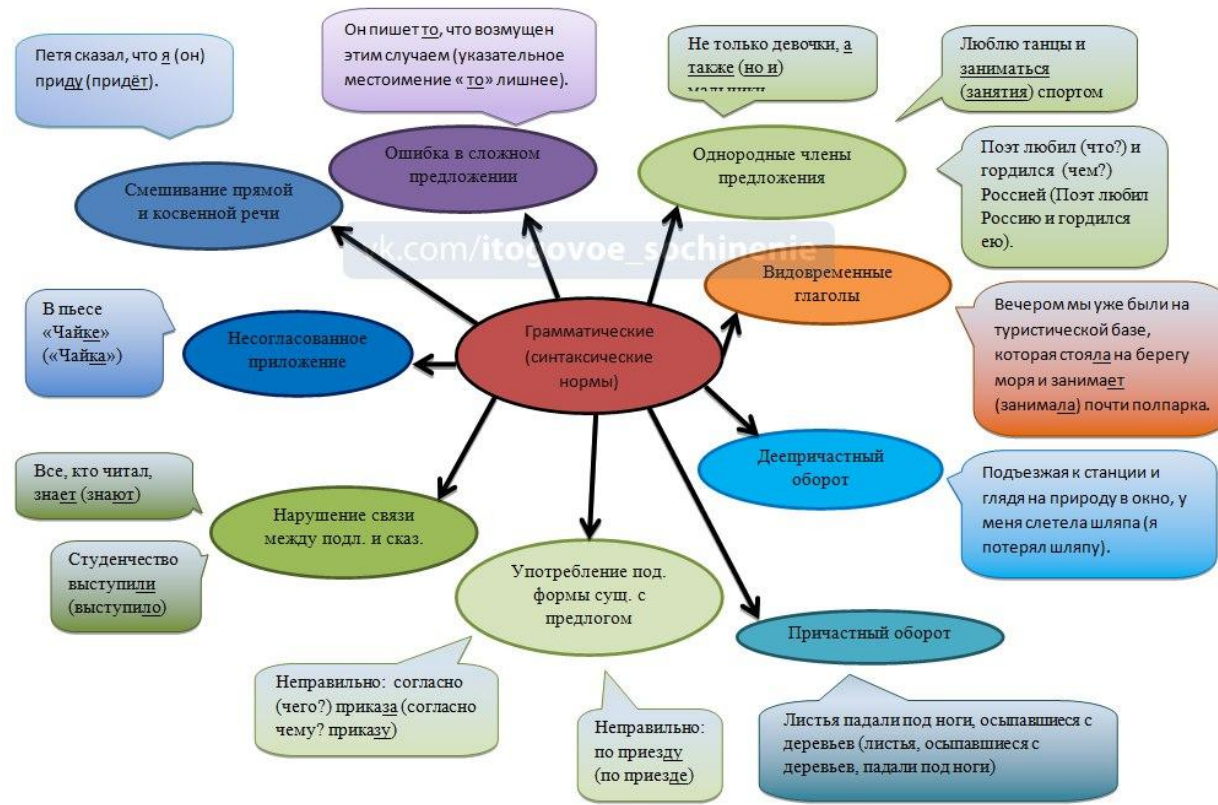 Петя сказал, что я (он)
приду (придёт).
Он пишет то, что возмущен
этим случаем (указательное
местоимение « то» лишнее).
Не только девочки, а
также (но и)
мальчики
Люблю танцы и
заниматься
(занятия) спортом
Смешивание прямой
и косвенной речи
Ошибка в сложном
предложении
Однородные члены
предложения
Поэт любил (что?) и
гордился (чем?)
Россией (Поэт любил
Россию и гордился
ею).
vk.com/itogovoe_sochinenie
Видовременные
глаголы
В пьесе
«Чайке»
(«Чайка»)
Несогласованное
приложение
Грамматические
(синтаксические
нормы)
Вечером мы уже были на
туристической базе,
которая стояла на берегу
моря и занимает
(занимала) почти полпарка.
Деепричастный
оборот
Подъезжая к станции и
глядя на природу в окно, у
меня слетела шляпа (я
потерял шляпу).
Все, кто читал,
знает (знают)
Нарушение связи
между подл. и сказ.
Студенчество
выступили
(выступило)
Употребление под.
формы сущ. с
предлогом
Причастный оборот
Неправильно: согласно
(чего?) приказа (согласно
чему? приказу)
Неправильно:
по приезду
(по приезде)
Листья падали под ноги, осыпавшиеся с
деревьев (листья, осыпавшиеся с
деревьев, падали под ноги)